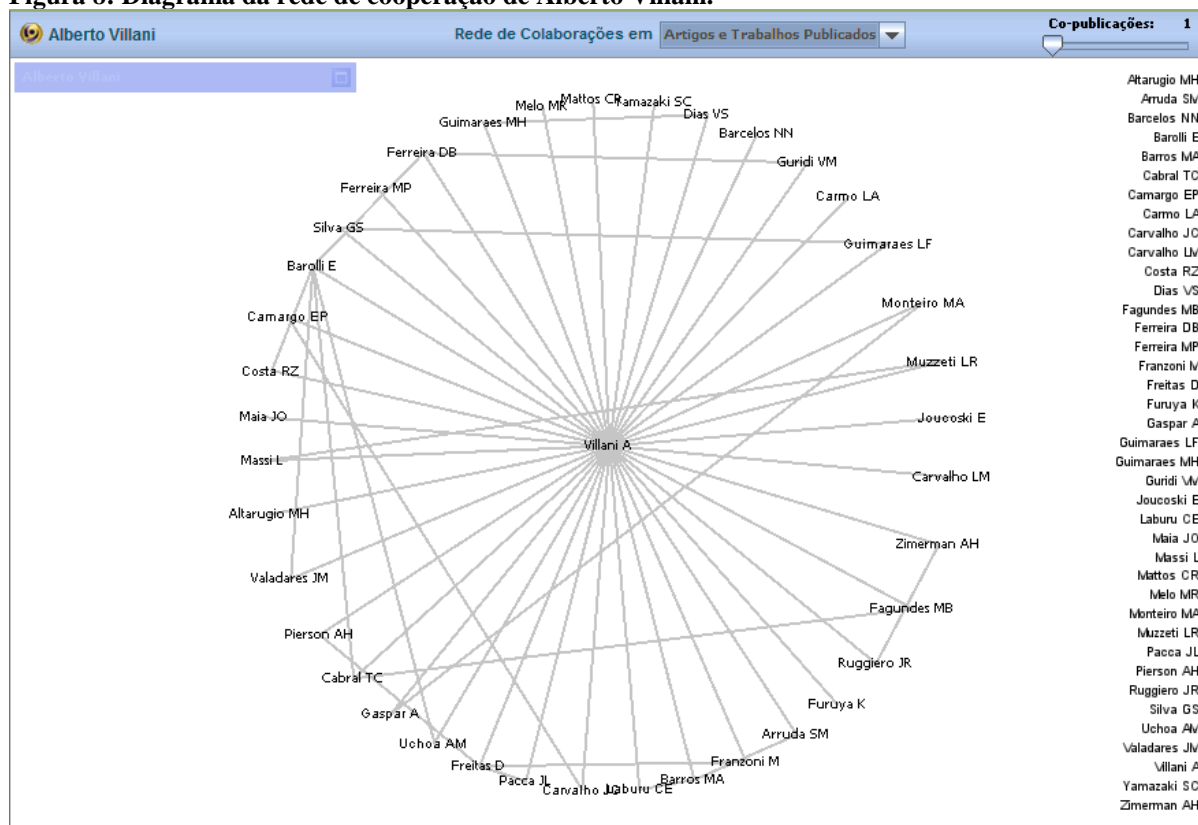 Figura 8: Diagrama da rede de cooperação de Alberto Villani.
Alberto Villani
Rede de Colaborações em Artigos e Trabalhos Publicados
Co-publicações: 1
Alberto Villani
Mattos CR
Yamazaki SC
Melo MR
Dias VS
Guimaraes MH
Barcelos NN
Ferreira DB
Guridi VM
Ferreira MP
Carmo LA
Silva GS
Guimaraes LF
Barolli E
Monteiro MA
Camargo EP
Muzzeti LR
Costa RZ
Maia JO
Joucoski E
Villani A
Massi L
Carvalho LM
Altarugio MH
Zimerman AH
Valadares JM
Fagundes MB
Pierson AH
Ruggiero JR
Cabral TC
Furuya K
Gaspar A
Arruda SM
Uchoa AM
Franzoni M
Freitas D
Barros MA
Pacca JL
Carvalho JC
Laburu CE
Altarugio MH
Arruda SM
Barcelos NN
Barolli E
Barros MA
Cabral TC
Camargo EP
Carmo LA
Carvalho JC
Carvalho LM
Costa RZ
Dias VS
Fagundes MB
Ferreira DB
Ferreira MP
Franzoni M
Freitas D
Furuya K
Gaspar A
Guimaraes LF
Guimaraes MH
Guridi VM
Joucoski E
Laburu CE
Maia JO
Massi L
Mattos CR
Melo MR
Monteiro MA
Muzzeti LR
Pacca JL
Pierson AH
Ruggiero JR
Silva GS
Uchoa AM
Valadares JM
Villani A
Yamazaki SC
Zimerman AH